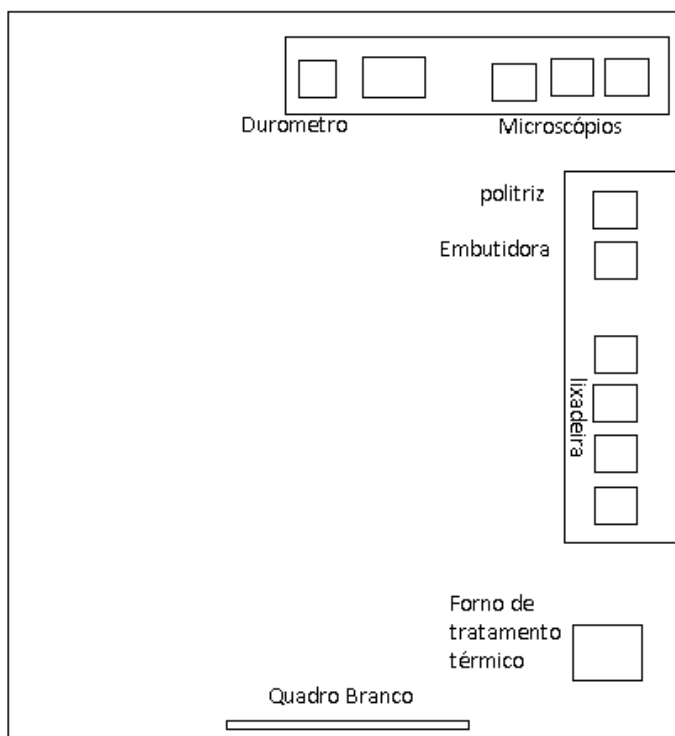 Durometro
Microscópios
politriz
Embutidora
lixadeira
Forno de
tratamento
térmico
Quadro Branco